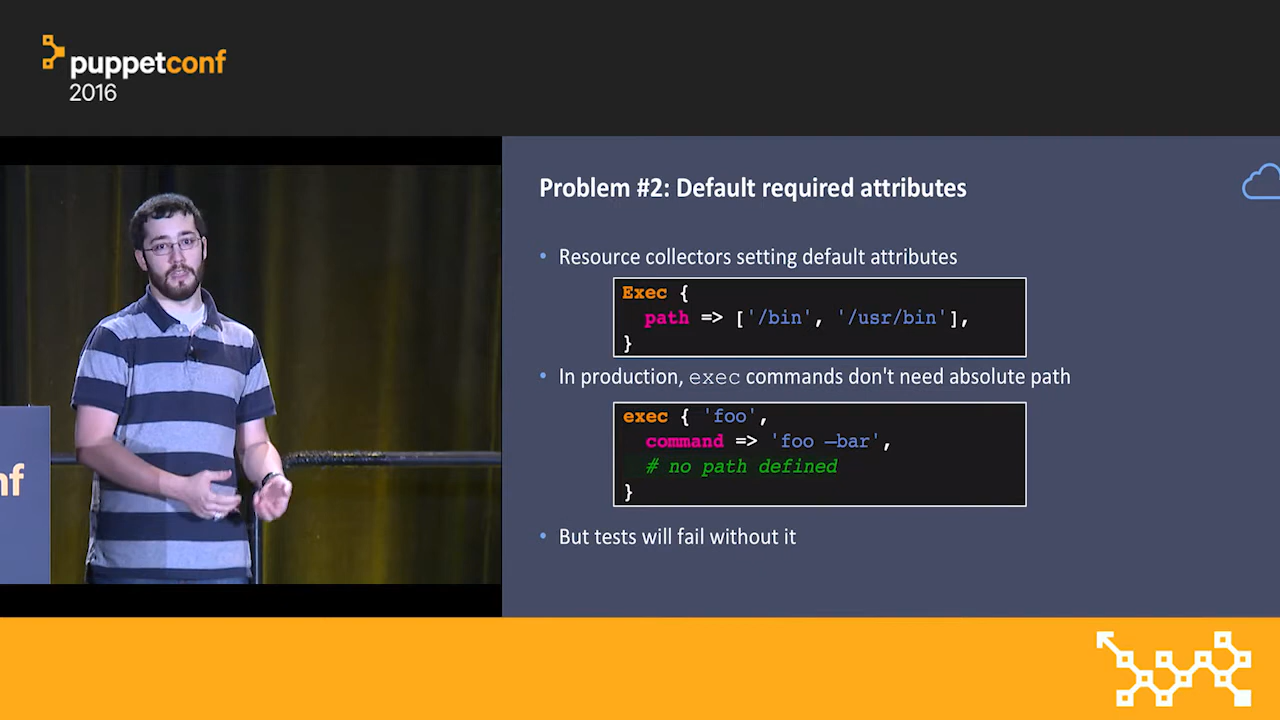 puppetconf
2016
nf
Problem #2: Default required attributes
• Resource collectors setting default attributes
Exec {
path => ['/bin', '/usr/bin'],
}
• In production, exec commands don't need absolute path
exec { 'foo',
command => 'foo –bar',
# no path defined
}
• But tests will fail without it